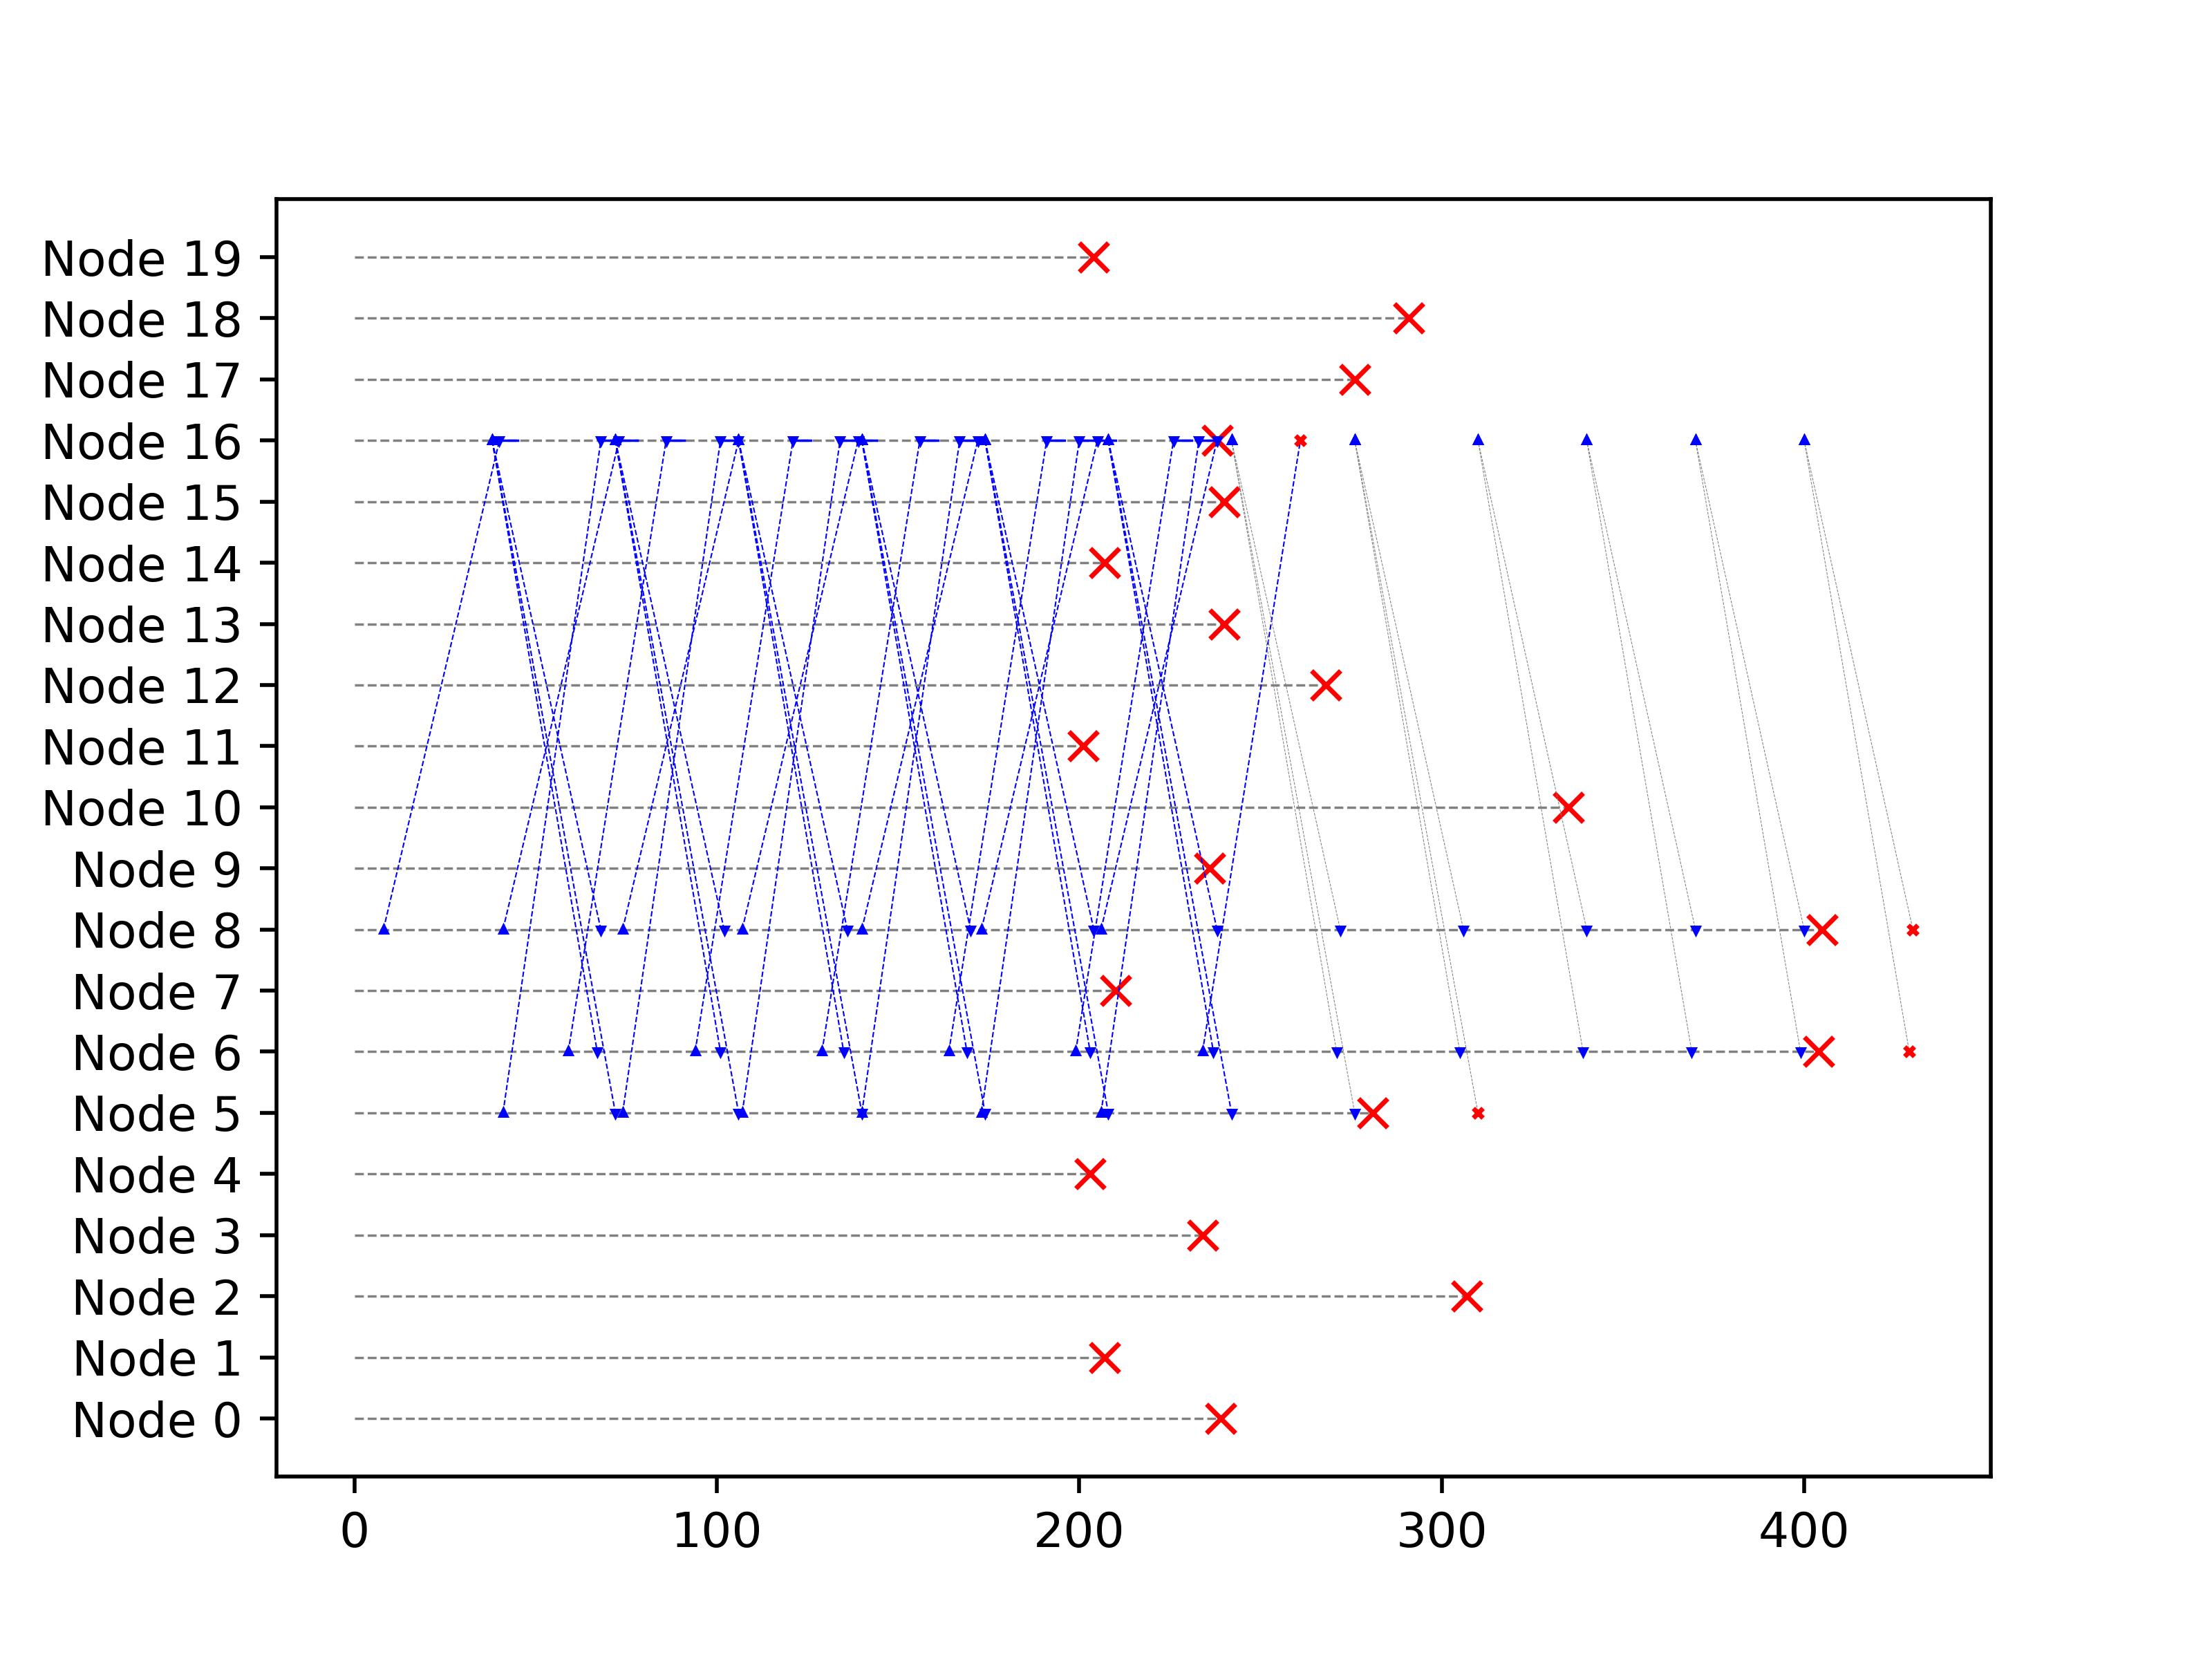 Node 19
Node 18
Node 17
Node 16
Node 15
Node 14
Node 13
Node 12
Node 11
Node 10
Node 9
Node 8
Node 7
Node 6
Node 5
Node 4
Node 3
Node 2
Node 1
Node 0
0 100 200 300 400